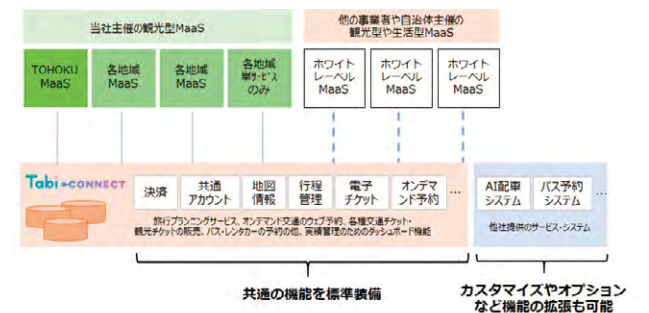 当社主催の観光型MaaS
他の事業者や自治体主催の
観光型や生活型MaaS
TOHOKU
MaaS
各地域
MaaS
各地域
MaaS
各地域
単サービス
のみ
ホワイト
レーベル
MaaS
ホワイト
レーベル
MaaS
ホワイト
レーベル
MaaS
Tabi-CONNECT
決済
共通
アカウント
地図
情報
行程
管理
電子
チケット
オンデマ
ンド予約
…
旅行プランニングサービス、オンデマンド交通のウェブ予約、各種交通チケット・
観光チケットの販売、バス・レンタカーの予約の他、実績管理のためのダッシュボード機能
AI配車
システム
バス予約
システム
…
他社提供のサービス・システム
共通の機能を標準装備
カスタマイズやオプション
など機能の拡張も可能